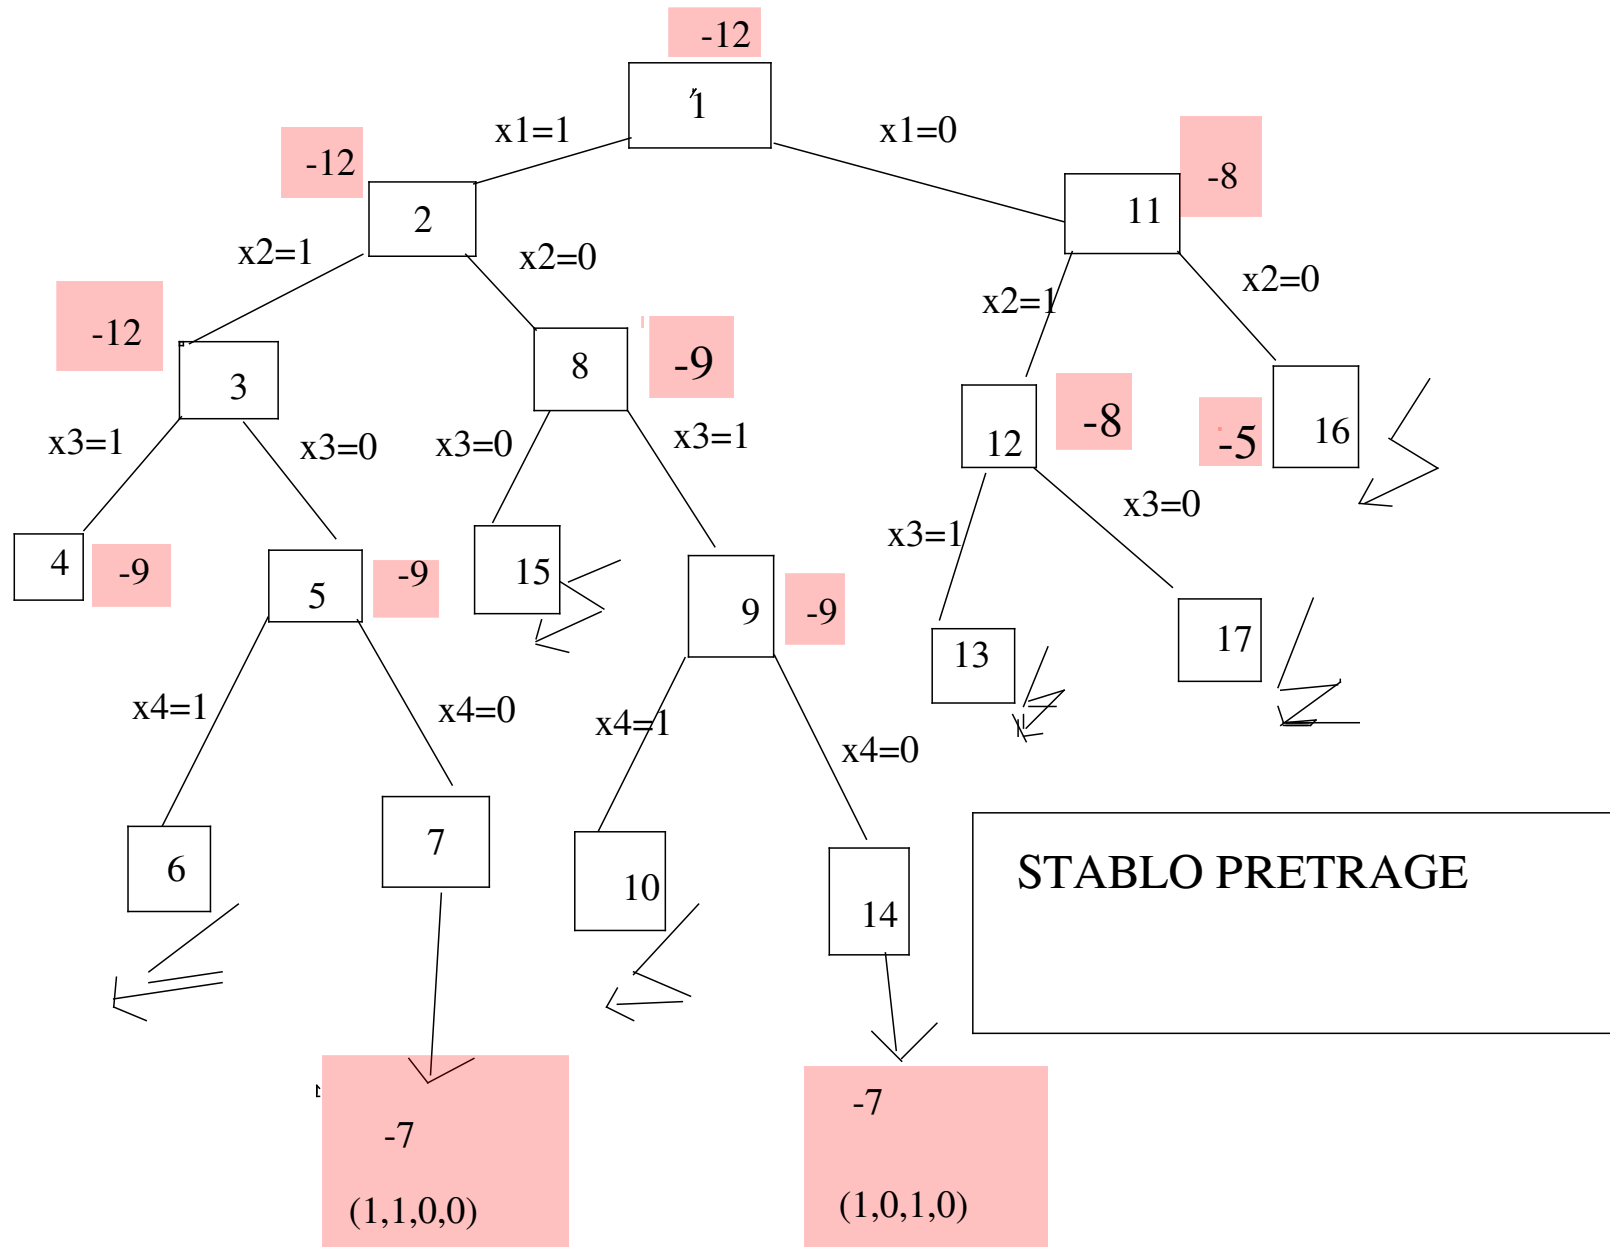 -12
1
x1=1
x1=0
-12
2
-8
11
x2=1
x2=0
x2=1
x2=0
-12
3
8
-9
12
-8
-5
16
x3=1
x3=0
x3=0
x3=1
x3=1
x3=0
4
-9
5
-9
15
9
-9
13
17
x4=1
x4=0
x4=1
x4=0
6
7
10
14
STABLO PRETRAGE
-7
(1,1,0,0)
-7
(1,0,1,0)